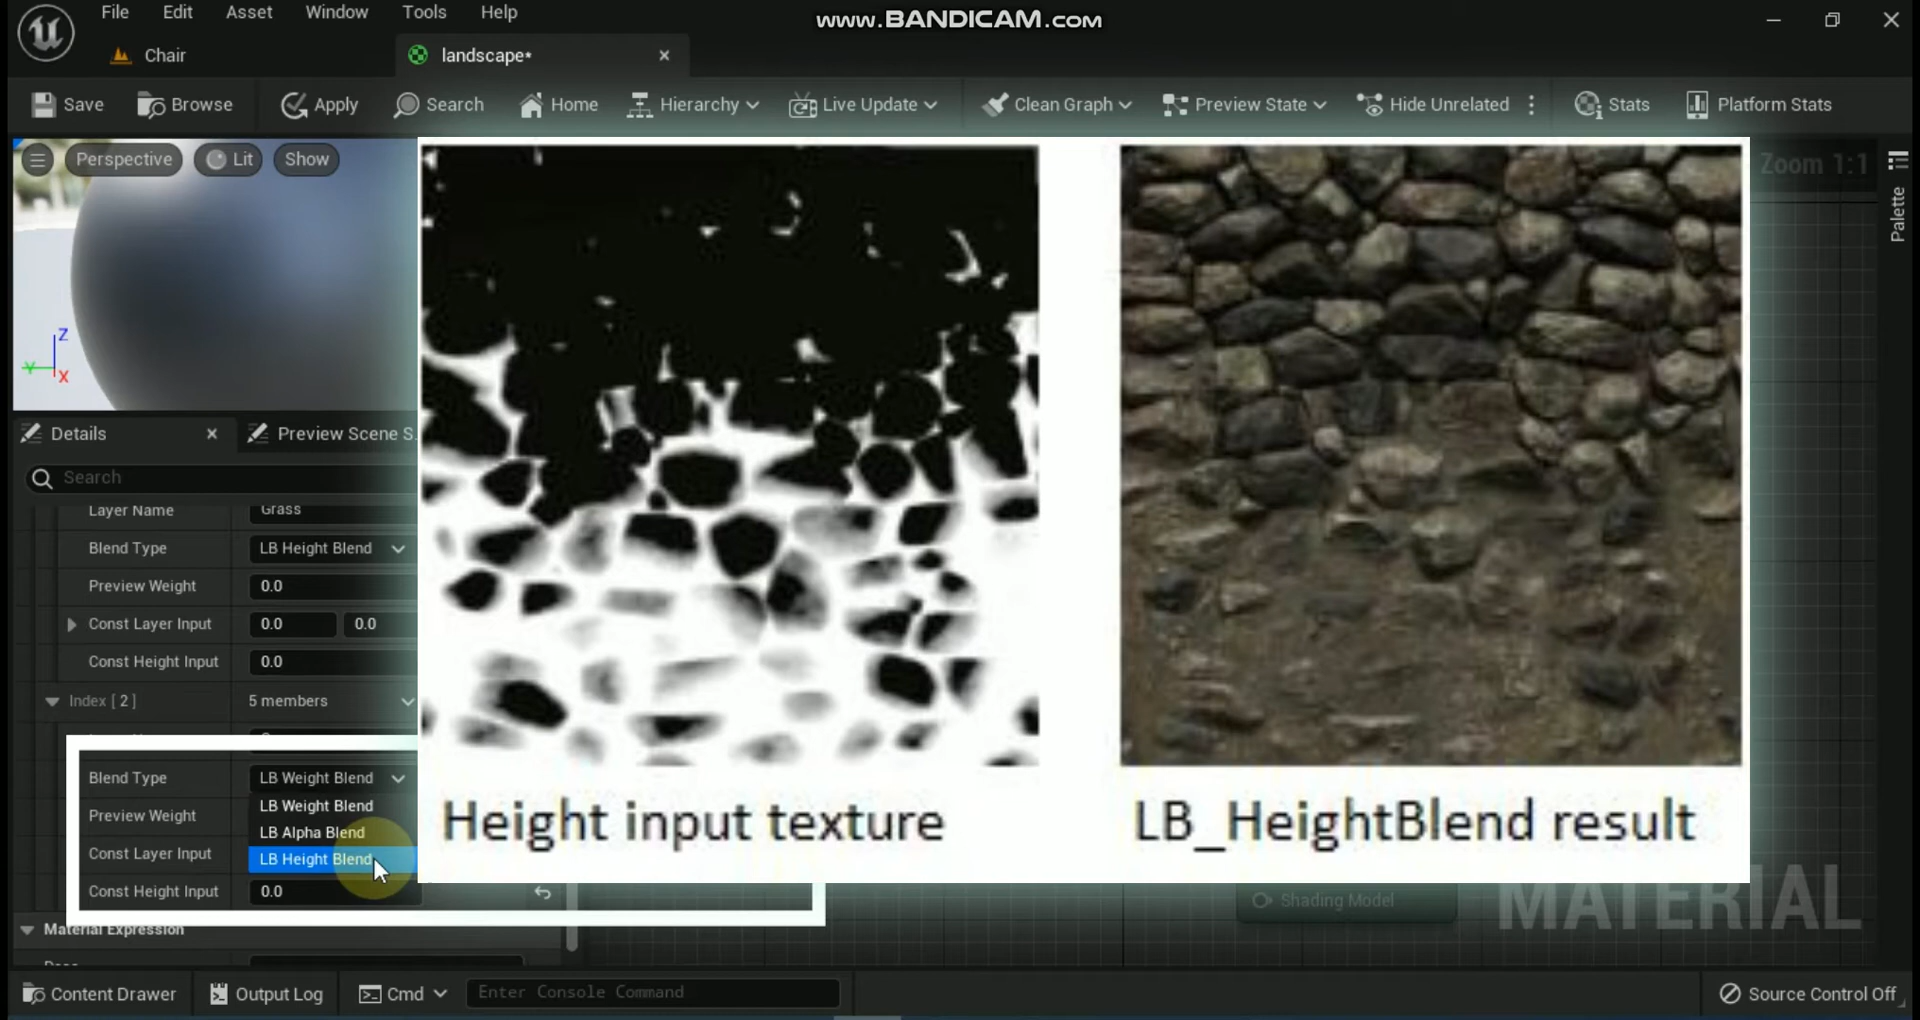 File Edit Asset Window Tools Help
www.BANDICAM.com
Chair
landscape*
Save Browse Apply Search Home Hierarchy Live Update Clean Graph Preview State Hide Unrelated Stats Platform Stats
Perspective Lit Show
Zoom 1:1
Palette
Z
Y
X
Details
Preview Scene S
Search
Layer Name Grass
Blend Type LB Height Blend
Preview Weight 0.0
Const Layer Input 0.0 0.0
Const Height Input 0.0
Index [ 2 ] 5 members
Blend Type LB Weight Blend
LB Weight Blend
Preview Weight
LB Alpha Blend
Const Layer Input
LB Height Blend
Const Height Input 0.0
Material Expression
Height input texture
LB_HeightBlend result
Shading Model
MATERIAL
Content Drawer Output Log Cmd Enter Console Command Source Control Off